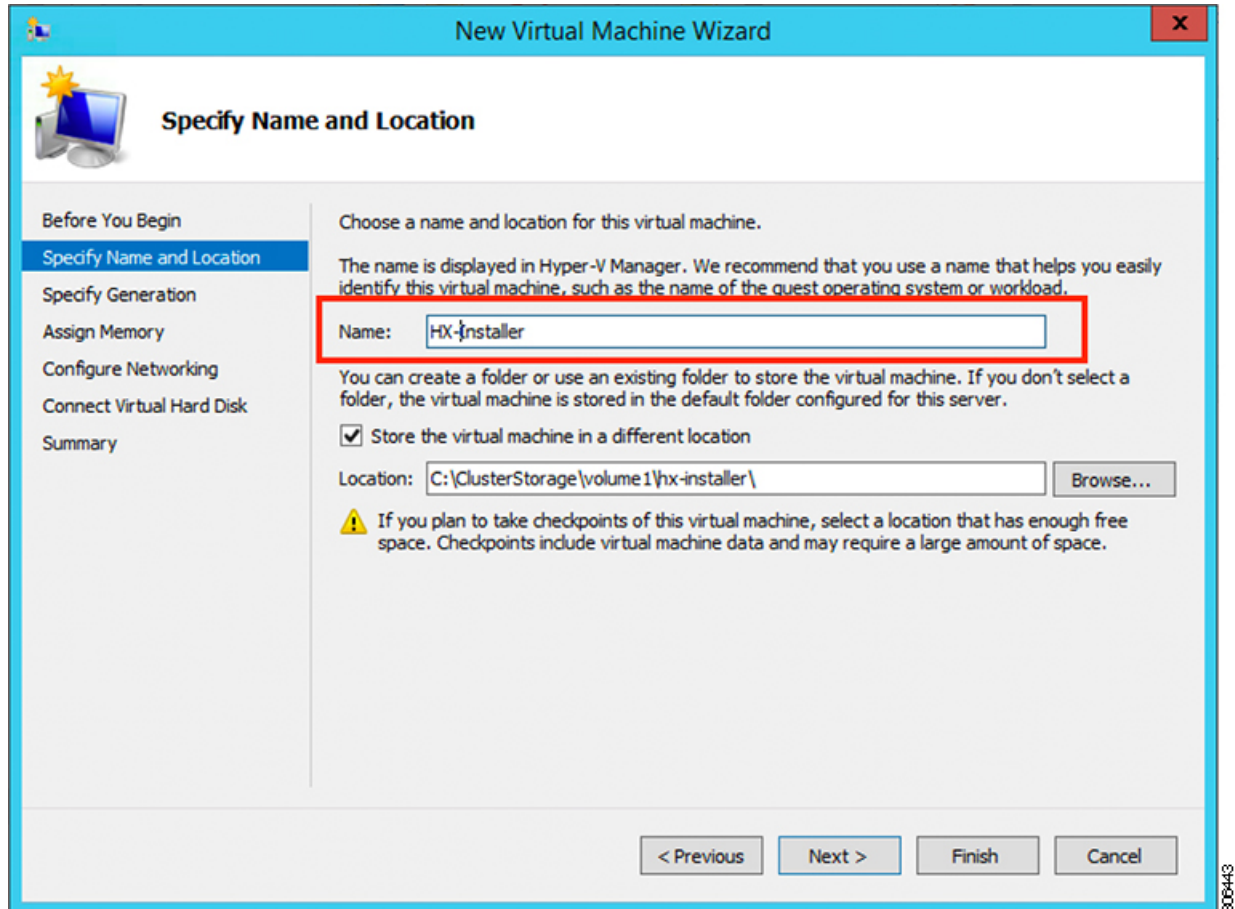 New Virtual Machine Wizard
x
Specify Name and Location
Before You Begin
Specify Name and Location
Specify Generation
Assign Memory
Configure Networking
Connect Virtual Hard Disk
Summary
Choose a name and location for this virtual machine.
The name is displayed in Hyper-V Manager. We recommend that you use a name that helps you easily
identify this virtual machine, such as the name of the guest operating system or workload.
Name: HX-Installer
You can create a folder or use an existing folder to store the virtual machine. If you don't select a
folder, the virtual machine is stored in the default folder configured for this server.
Store the virtual machine in a different location
Location: C:\ClusterStorage\volume1\hx-installer\ Browse...
If you plan to take checkpoints of this virtual machine, select a location that has enough free
space. Checkpoints include virtual machine data and may require a large amount of space.
< Previous Next > Finish Cancel
306443